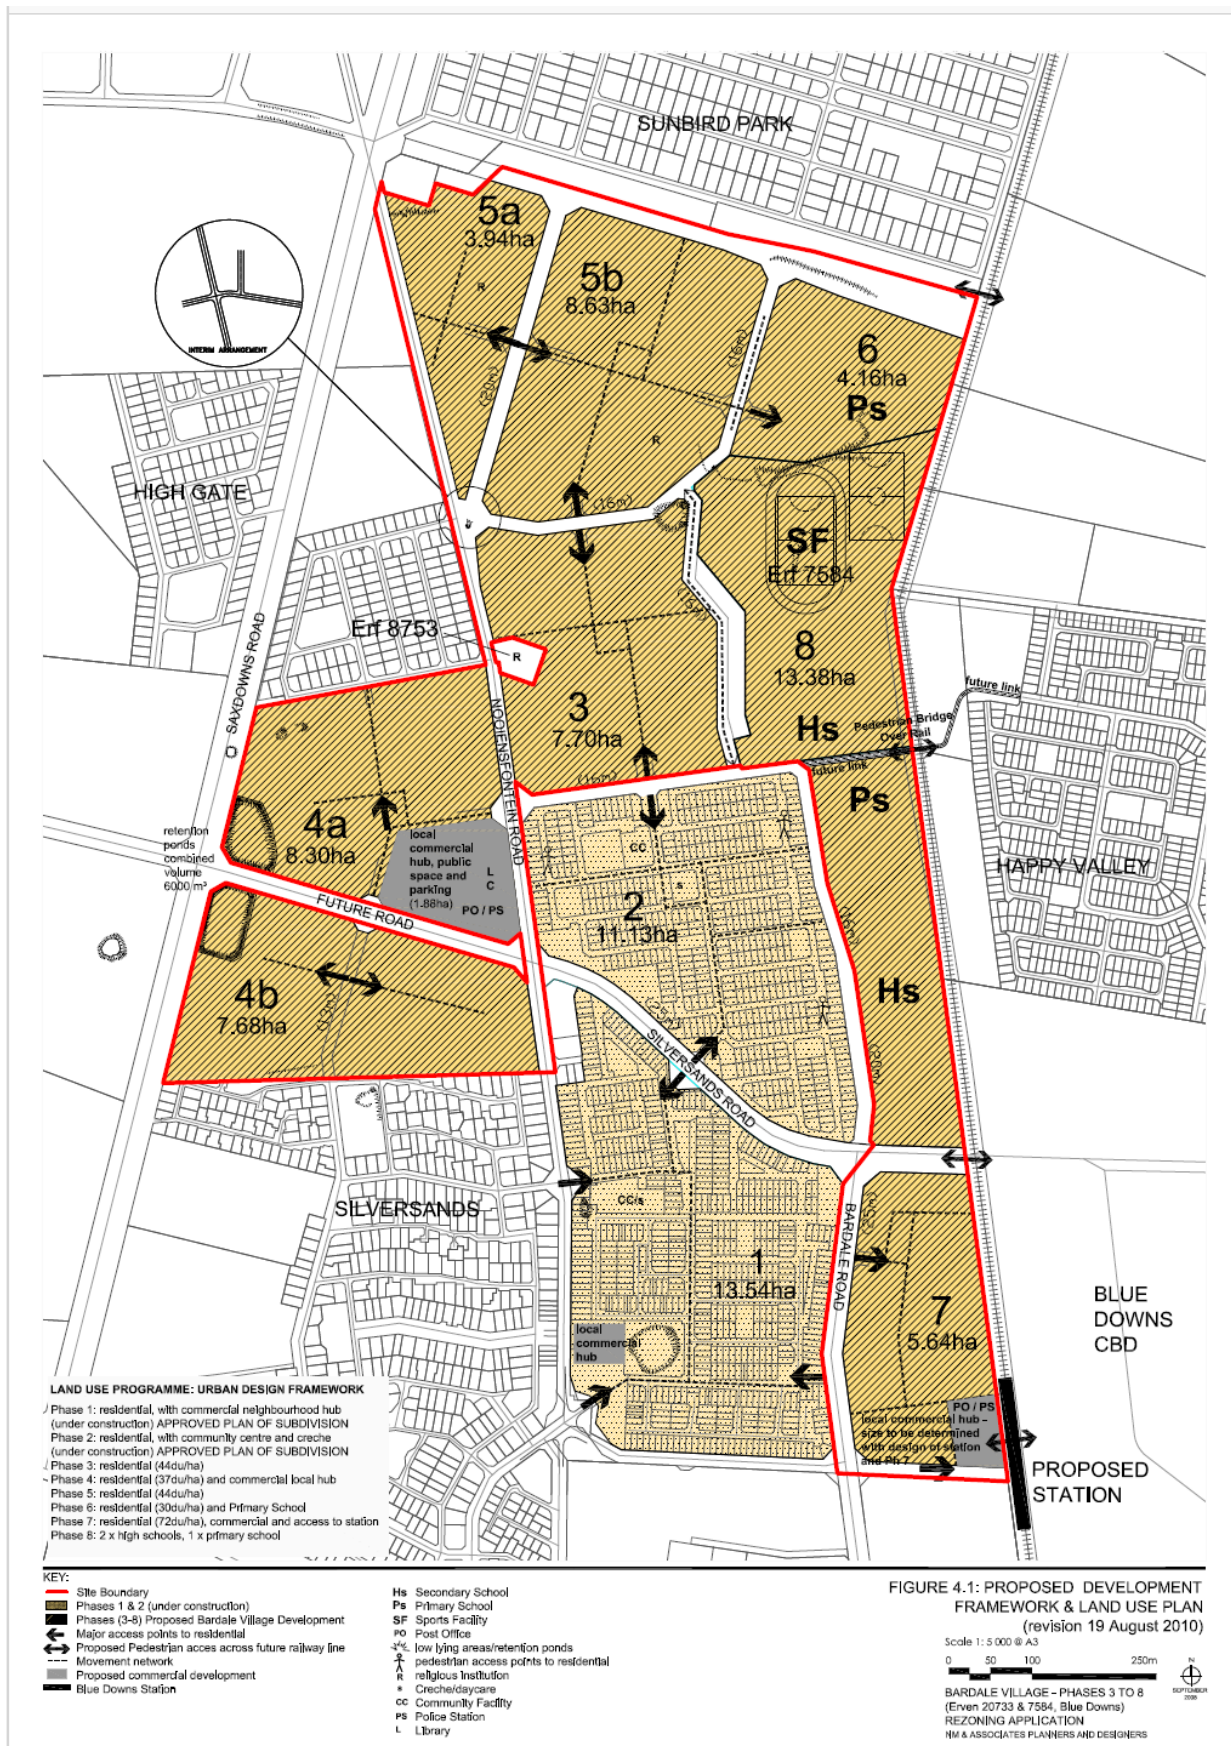 SUNBIRD PARK
5a
3.94ha
R
5b
8.63ha
INTERIM ARRANGEMENT
6
4.16ha
Ps
(16m)
(20m)
R
HIGH GATE
(16m)
SF
Erf 7584
(13m)
Erf 8753
R
8
13.38ha
SAXDOWNS ROAD
NOOIENSFONTEIN ROAD
3
7.70ha
Hs
future link
Pedestrian Bridge
Over Rail
future link
(16m)
Ps
4a
8.30ha
local
commercial
hub, public
space and
parking
(1.88ha)
L
C
PO / PS
retention
ponds
combined
volume
6000 m³
CC
s
HAPPY VALLEY
FUTURE ROAD
2
11.13ha
(16m)
4b
7.68ha
(13m)
(25m)
Hs
SILVERSANDS ROAD
(20m)
SILVERSANDS
CC/s
BARDALE ROAD
(25m)
1
13.54ha
7
5.64ha
BLUE
DOWNS
CBD
local
commercial
hub
PO / PS
local commercial hub -
size to be determined
with design of station
and Ph 7
PROPOSED
STATION
LAND USE PROGRAMME: URBAN DESIGN FRAMEWORK
Phase 1: residential, with commercial neighbourhood hub
(under construction) APPROVED PLAN OF SUBDIVISION
Phase 2: residential, with community centre and creche
(under construction) APPROVED PLAN OF SUBDIVISION
Phase 3: residential (44du/ha)
Phase 4: residential (37du/ha) and commercial local hub
Phase 5: residential (44du/ha)
Phase 6: residential (30du/ha) and Primary School
Phase 7: residential (72du/ha), commercial and access to station
Phase 8: 2 x high schools, 1 x primary school
KEY:
Site Boundary
Phases 1 & 2 (under construction)
Phases (3-8) Proposed Bardale Village Development
Major access points to residential
Proposed Pedestrian acces across future railway line
Movement network
Proposed commercial development
Blue Downs Station
Hs Secondary School
Ps Primary School
SF Sports Facility
PO Post Office
low lying areas/retention ponds
pedestrian access points to residential
R religious institution
s Creche/daycare
CC Community Facility
PS Police Station
L Library
FIGURE 4.1: PROPOSED DEVELOPMENT
FRAMEWORK & LAND USE PLAN
(revision 19 August 2010)
Scale 1: 5 000 @ A3
0 50 100 250m
N
SEPTEMBER
2008
BARDALE VILLAGE - PHASES 3 TO 8
(Erven 20733 & 7584, Blue Downs)
REZONING APPLICATION
NM & ASSOCIATES PLANNERS AND DESIGNERS